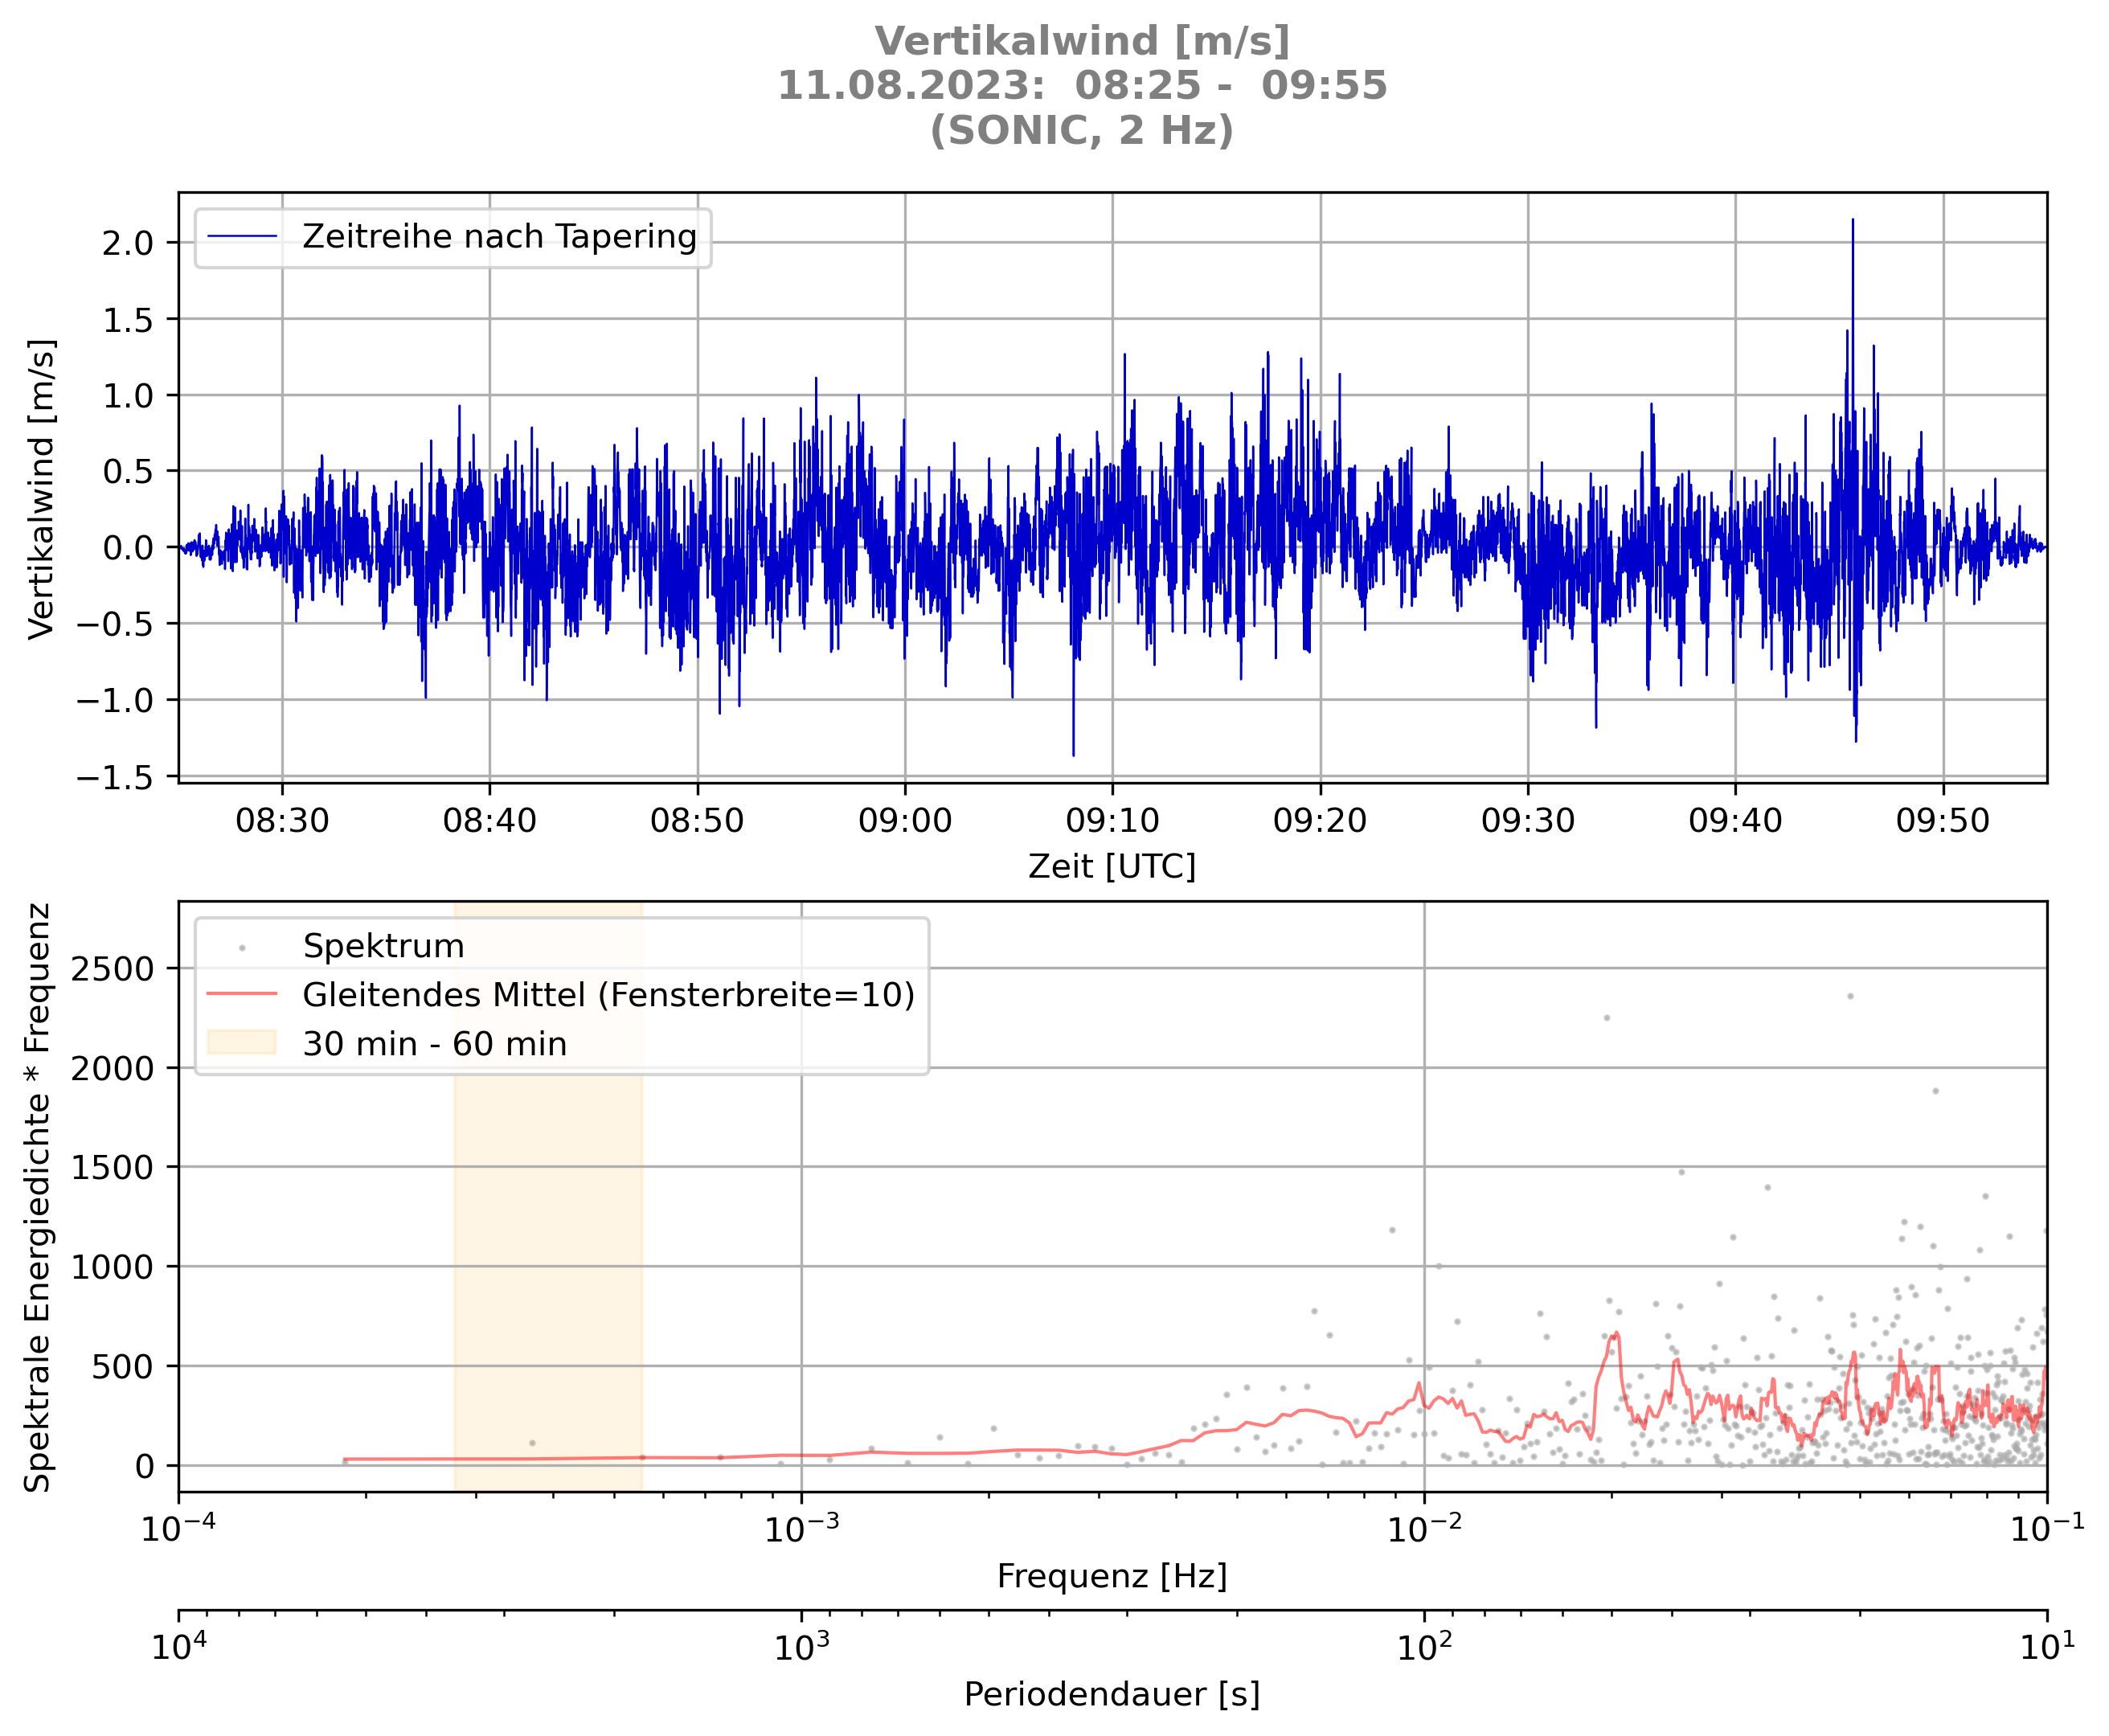 Vertikalwind [m/s]
11.08.2023:  08:25 -  09:55
(SONIC, 2 Hz)
Zeitreihe nach Tapering
Vertikalwind [m/s]
2.0
1.5
1.0
0.5
0.0
−0.5
−1.0
−1.5
08:30 08:40 08:50 09:00 09:10 09:20 09:30 09:40 09:50
Zeit [UTC]
Spektrum
Gleitendes Mittel (Fensterbreite=10)
30 min - 60 min
Spektrale Energiedichte * Frequenz
2500
2000
1500
1000
500
0
10⁻⁴ 10⁻³ 10⁻² 10⁻¹
Frequenz [Hz]
10⁴ 10³ 10² 10¹
Periodendauer [s]